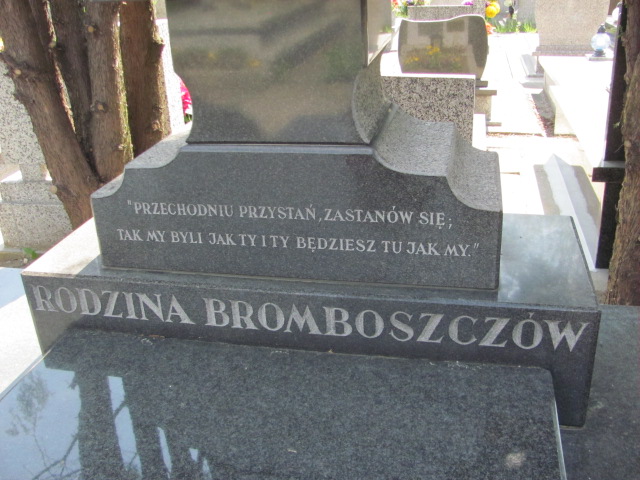 "PRZECHODNIU PRZYSTAŃ, ZASTANÓW SIĘ;
TAK MY BYLI JAK TY I TY BĘDZIESZ TU JAK MY."
RODZINA BROMBOSZCZÓW